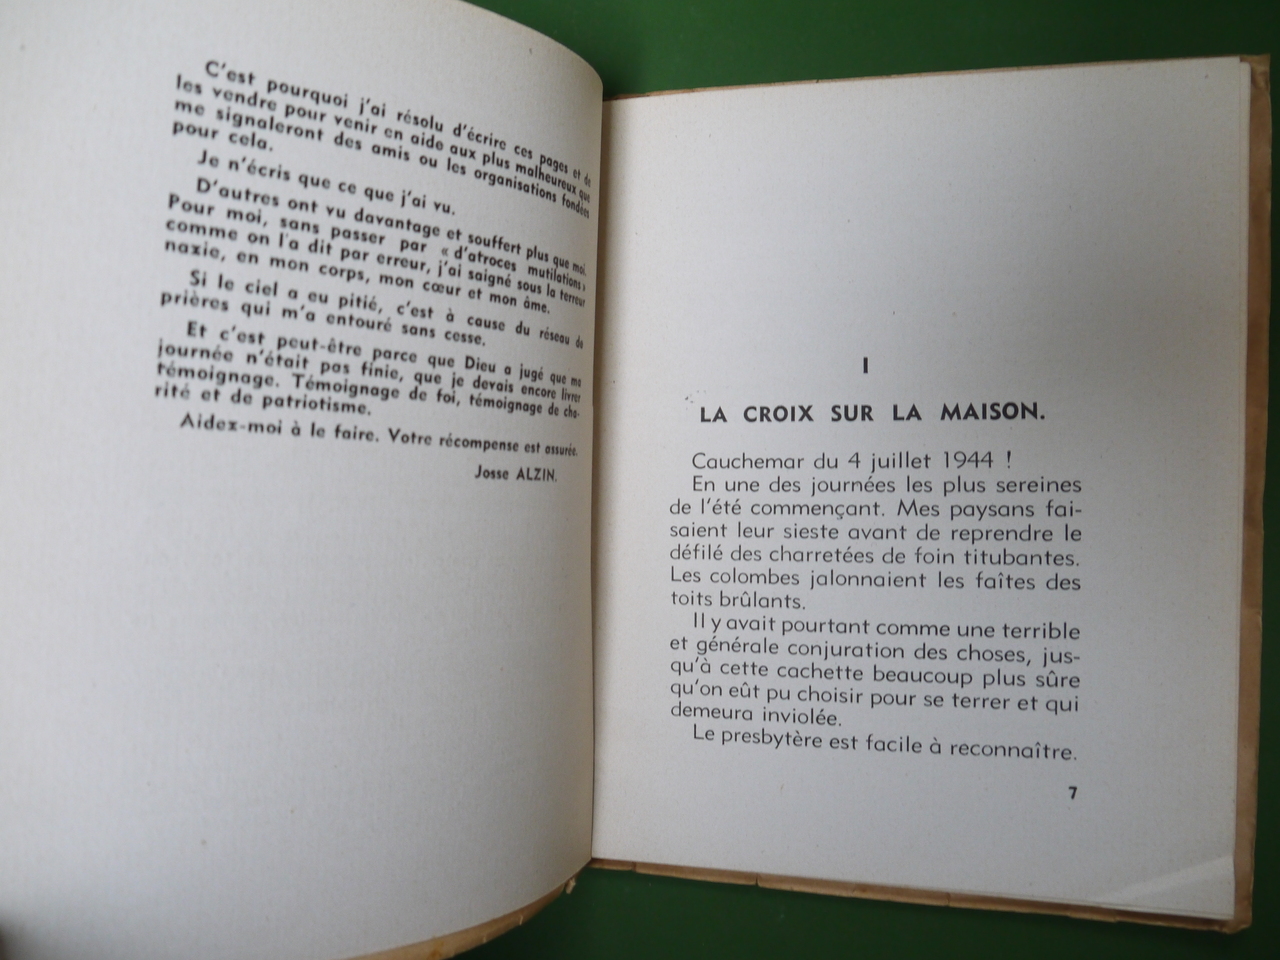 C'est pourquoi j'ai résolu d'écrire ces pages et de
les vendre pour venir en aide aux plus malheureux que
me signaleront des amis ou les organisations fondées
pour cela.
Je n'écris que ce que j'ai vu.
D'autres ont vu davantage et souffert plus que moi.
Pour moi, sans passer par « d'atroces mutilations »
comme on l'a dit par erreur, j'ai saigné sous la terreur
naxie, en mon corps, mon cœur et mon âme.
Si le ciel a eu pitié, c'est à cause du réseau de
prières qui m'a entouré sans cesse.
Et c'est peut-être parce que Dieu a jugé que ma
journée n'était pas finie, que je devais encore livrer
témoignage. Témoignage de foi, témoignage de cha-
rité et de patriotisme.
Aidez-moi à le faire. Votre récompense est assurée.
Josse ALZIN.
I
LA CROIX SUR LA MAISON.
Cauchemar du 4 juillet 1944 !
En une des journées les plus sereines
de l'été commençant. Mes paysans fai-
saient leur sieste avant de reprendre le
défilé des charretées de foin titubantes.
Les colombes jalonnaient les faîtes des
toits brûlants.
Il y avait pourtant comme une terrible
et générale conjuration des choses, jus-
qu'à cette cachette beaucoup plus sûre
qu'on eût pu choisir pour se terrer et qui
demeura inviolée.
Le presbytère est facile à reconnaître.
7